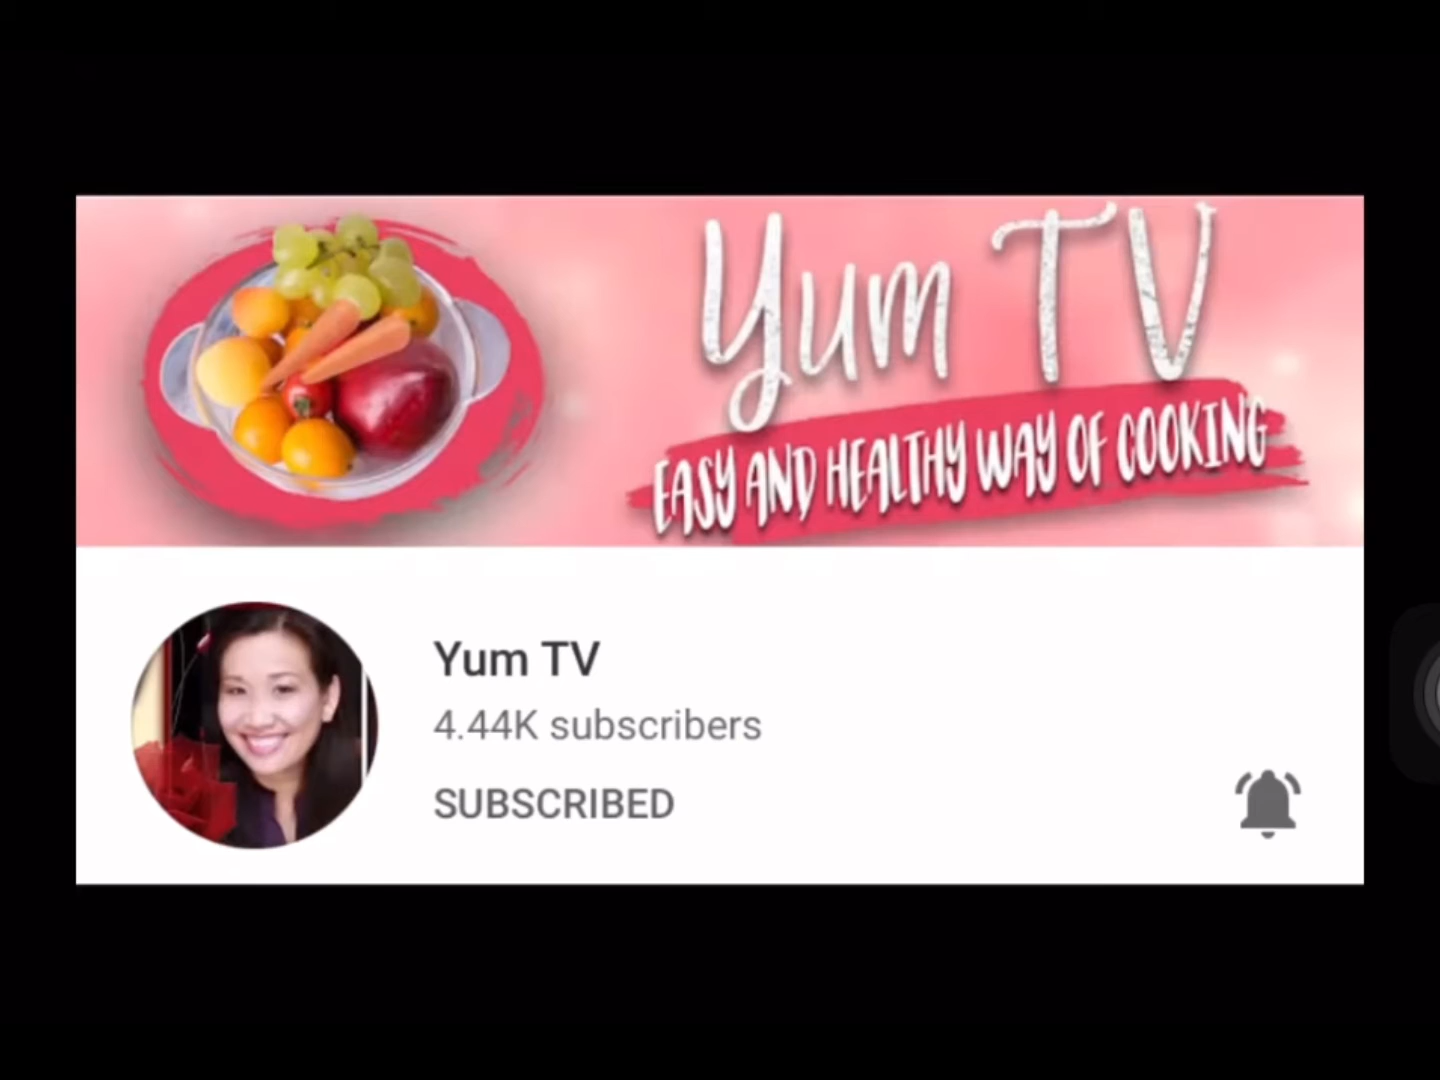 Yum TV
EASY AND HEALTHY WAY OF COOKING
Yum TV
4.44K subscribers
SUBSCRIBED